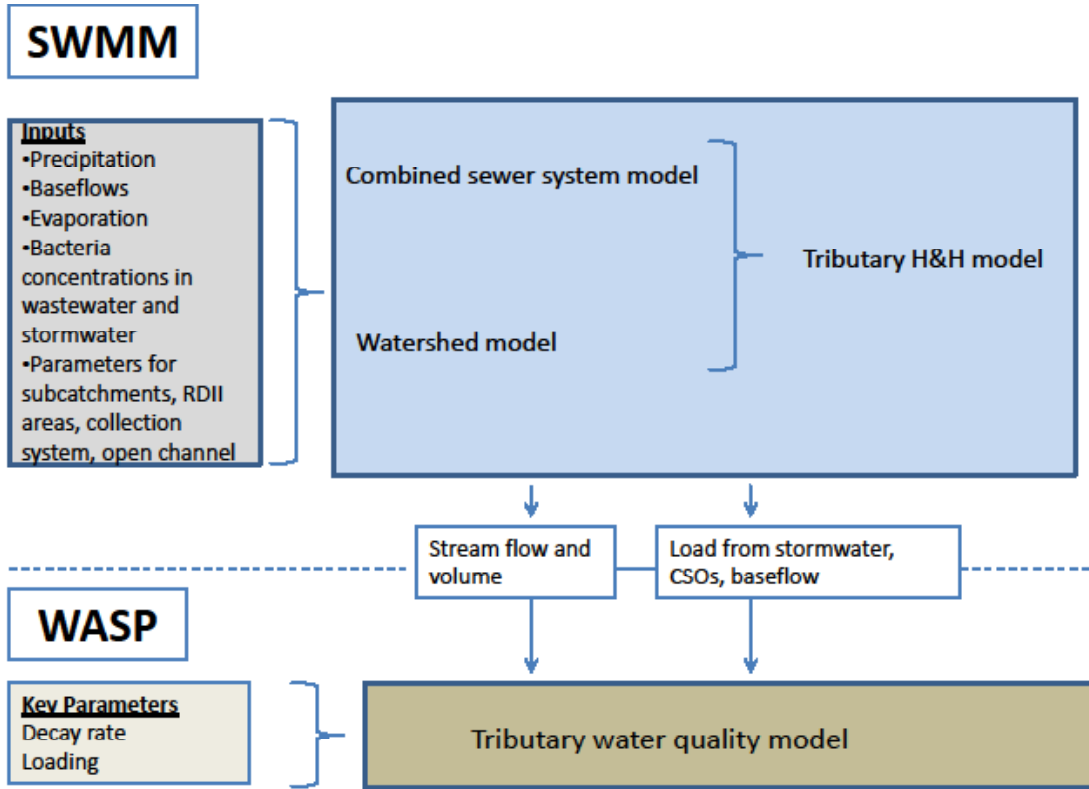 SWMM
Inputs
•Precipitation
•Baseflows
•Evaporation
•Bacteria
concentrations in
wastewater and
stormwater
•Parameters for
subcatchments, RDII
areas, collection
system, open channel
Combined sewer system model
Watershed model
Tributary H&H model
Stream flow and
volume
Load from stormwater,
CSOs, baseflow
WASP
Key Parameters
Decay rate
Loading
Tributary water quality model